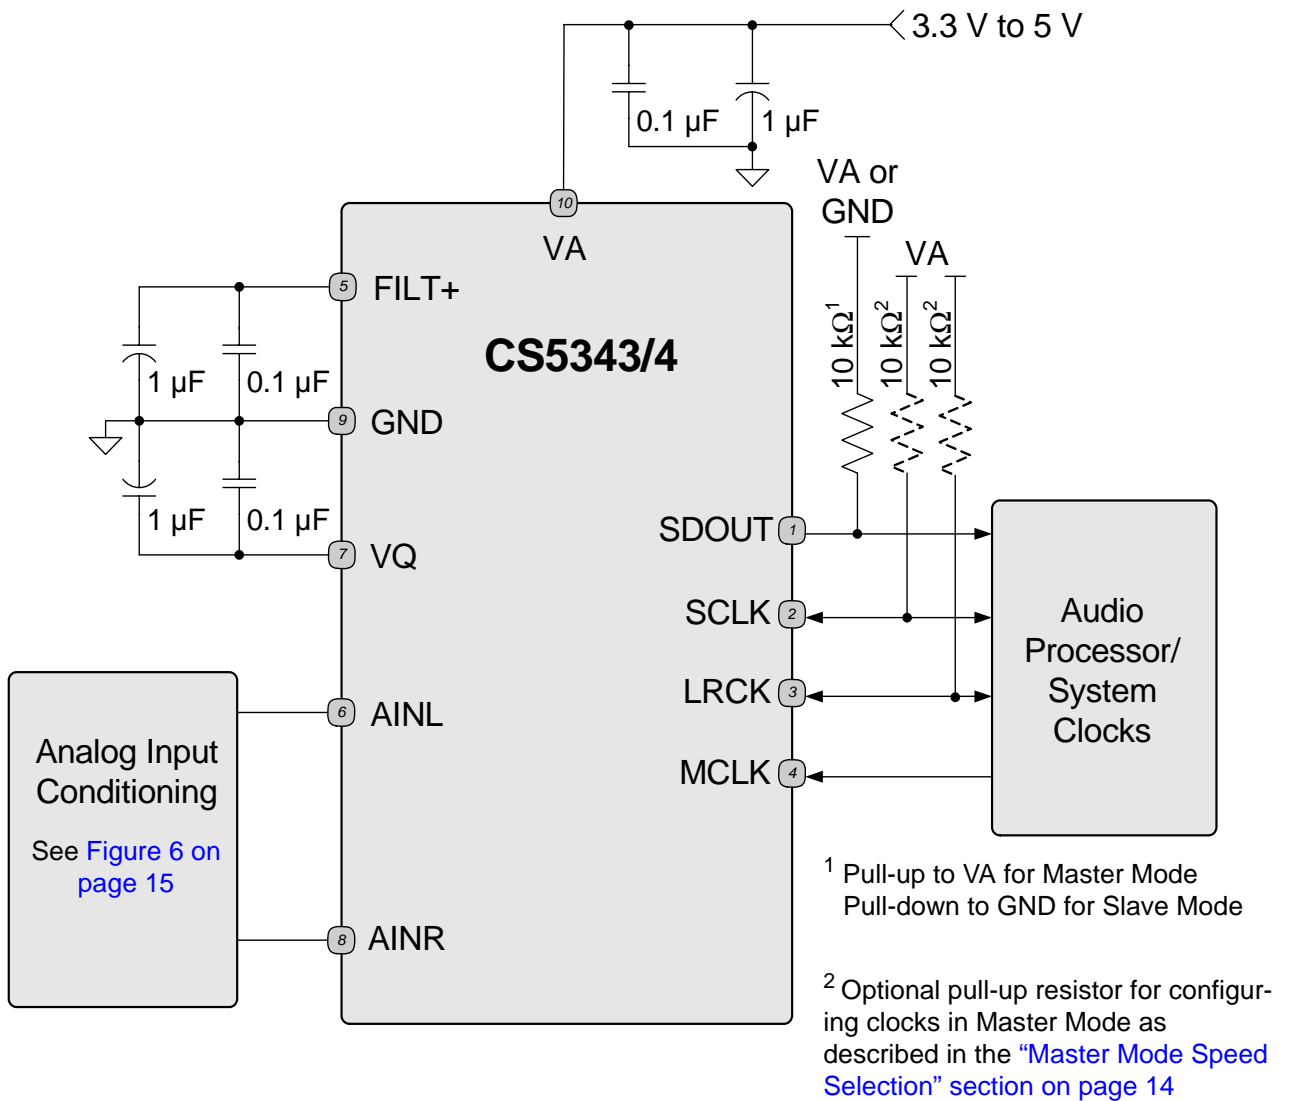 3.3 V to 5 V
0.1 µF
1 µF
VA or
GND
VA
10
VA
5
FILT+
CS5343/4
10 kΩ1
10 kΩ2
10 kΩ2
1 µF
0.1 µF
9
GND
1 µF
0.1 µF
7
VQ
SDOUT
1
SCLK
2
LRCK
3
MCLK
4
Audio
Processor/
System
Clocks
6
AINL
Analog Input
Conditioning
See Figure 6 on
page 15
8
AINR
1 Pull-up to VA for Master Mode
Pull-down to GND for Slave Mode
2 Optional pull-up resistor for configur-
ing clocks in Master Mode as
described in the “Master Mode Speed
Selection” section on page 14